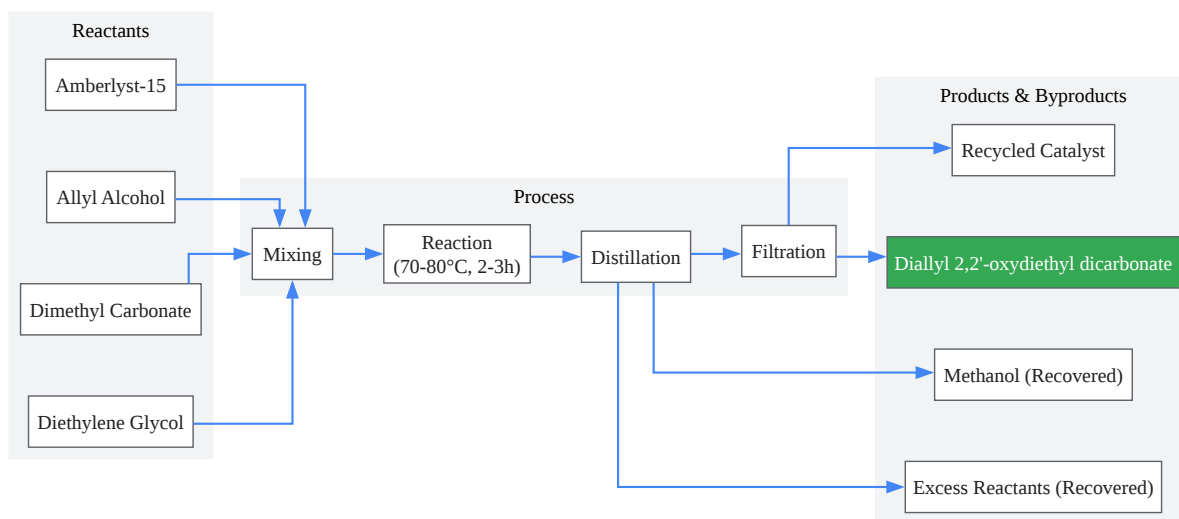 Reactants
Amberlyst-15
Allyl Alcohol
Dimethyl Carbonate
Diethylene Glycol
Process
Mixing
Reaction
(70-80°C, 2-3h)
Distillation
Filtration
Products & Byproducts
Recycled Catalyst
Diallyl 2,2'-oxydiethyl dicarbonate
Methanol (Recovered)
Excess Reactants (Recovered)